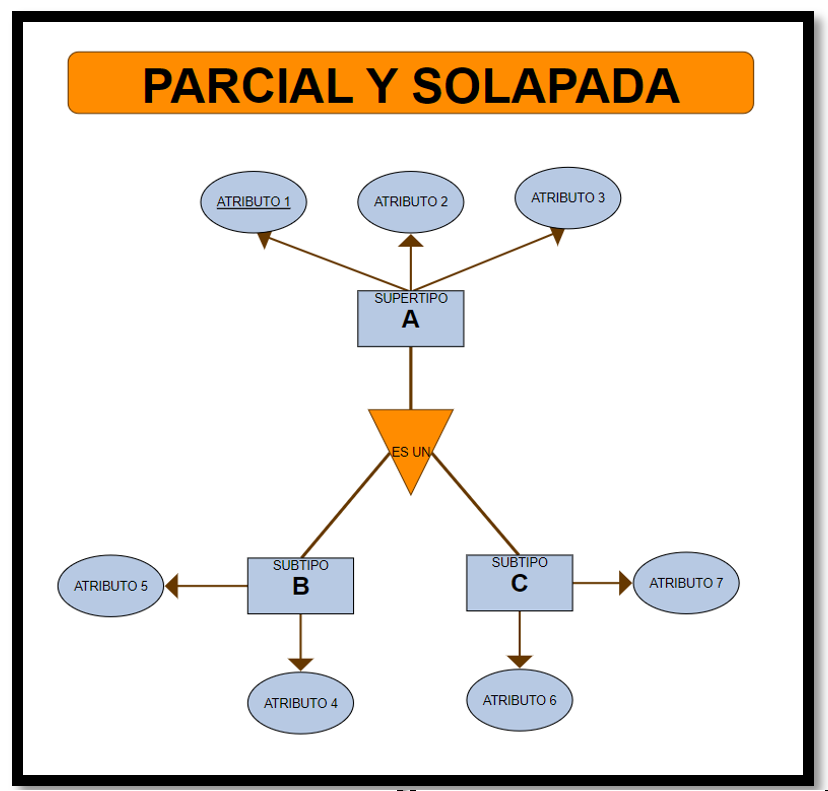 PARCIAL Y SOLAPADA
ATRIBUTO 1
ATRIBUTO 2
ATRIBUTO 3
SUPERTIPO
A
ES UN
SUBTIPO
B
SUBTIPO
C
ATRIBUTO 5
ATRIBUTO 7
ATRIBUTO 4
ATRIBUTO 6